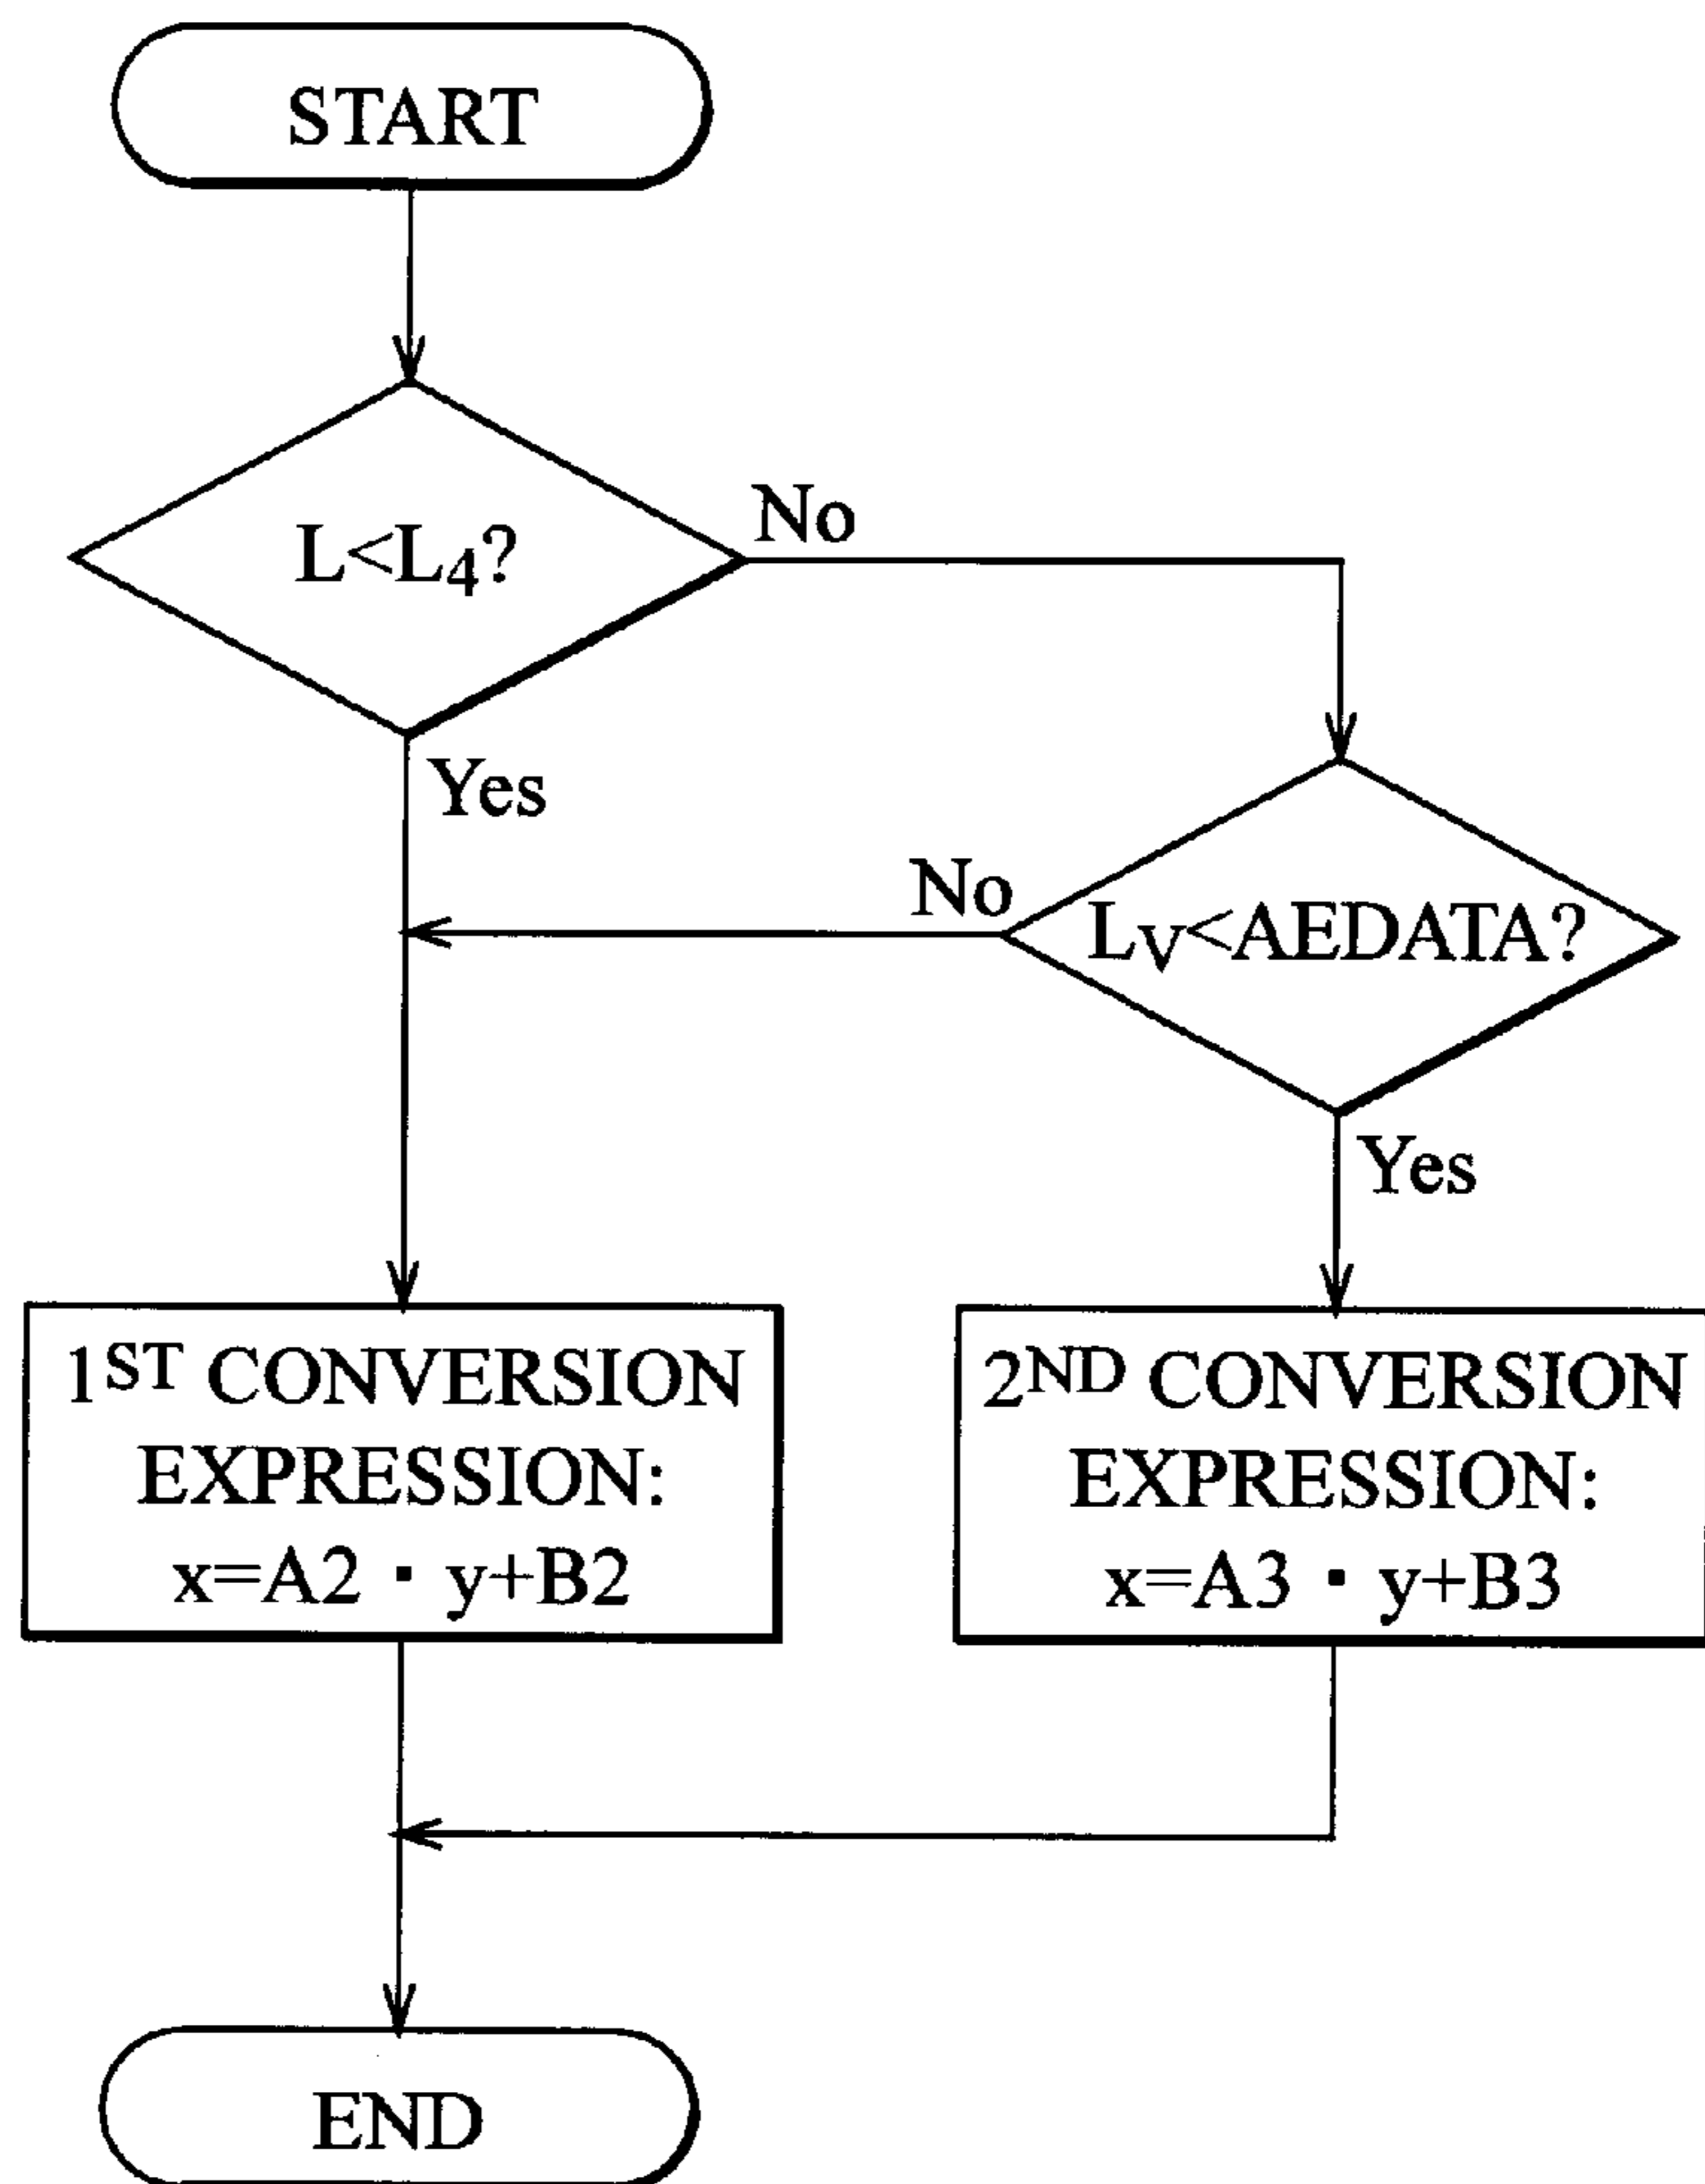 START
L<L4?
No
Yes
No
LV<AEDATA?
Yes
1ST CONVERSION
EXPRESSION:
x=A2 · y+B2
2ND CONVERSION
EXPRESSION:
x=A3 · y+B3
END